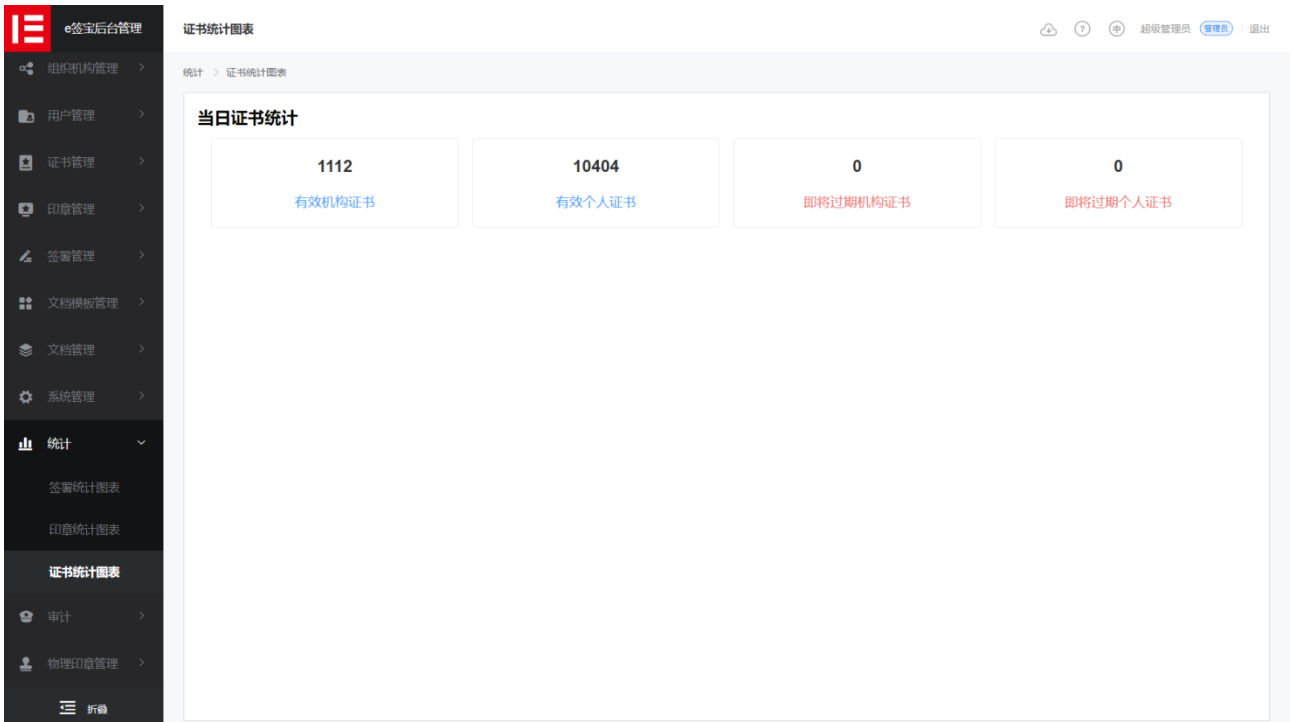 e签宝后台管理
证书统计图表
超级管理员
管理员
退出
组织机构管理
用户管理
证书管理
印章管理
签署管理
文档模板管理
文档管理
系统管理
统计
签署统计图表
印章统计图表
证书统计图表
审计
物理印章管理
折叠
统计 > 证书统计图表
当日证书统计
1112
有效机构证书
10404
有效个人证书
0
即将过期机构证书
0
即将过期个人证书